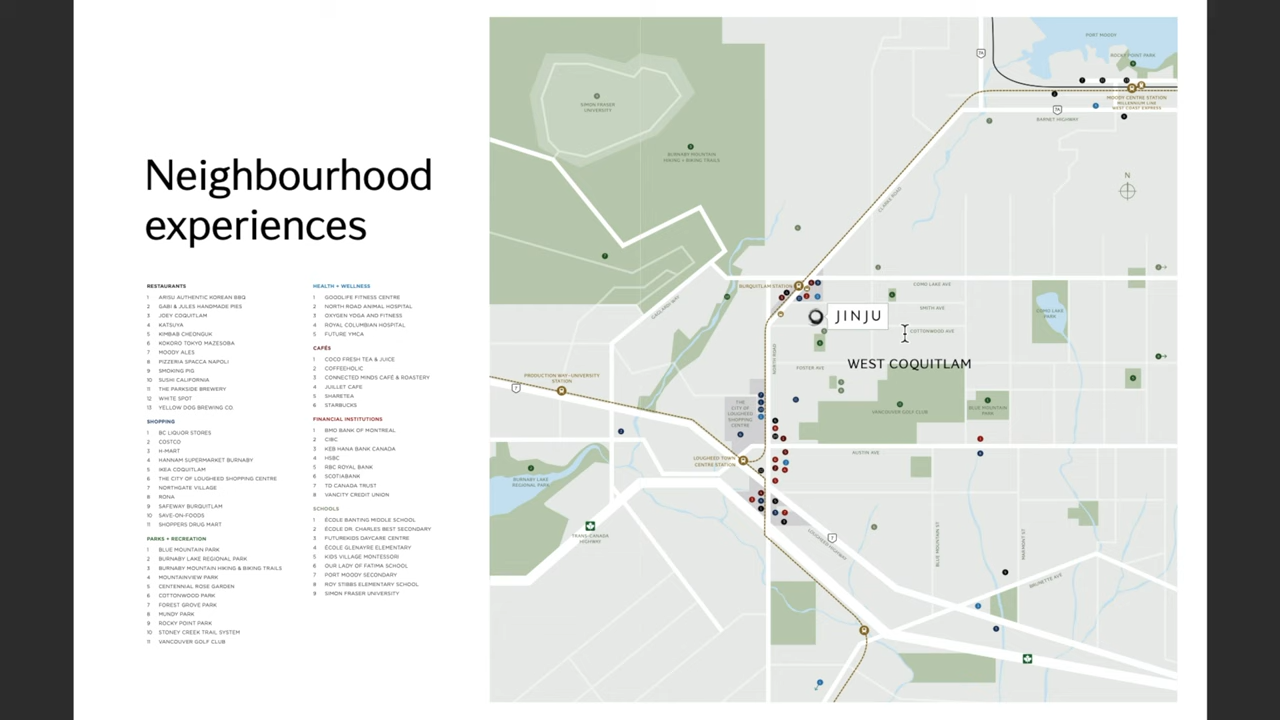 Neighbourhood
experiences
RESTAURANTS
1 ARISU AUTHENTIC KOREAN BBQ
2 GABI & JULES HANDMADE PIES
3 JOEY COQUITLAM
4 KATSUYA
5 KIMBAB CHEONGUK
6 KOKORO TOKYO MAZESOBA
7 MOODY ALES
8 PIZZERIA SPACCA NAPOLI
9 SMOKING PIG
10 SUSHI CALIFORNIA
11 THE PARKSIDE BREWERY
12 WHITE SPOT
13 YELLOW DOG BREWING CO.
SHOPPING
1 BC LIQUOR STORES
2 COSTCO
3 H-MART
4 HANNAM SUPERMARKET BURNABY
5 IKEA COQUITLAM
6 THE CITY OF LOUGHEED SHOPPING CENTRE
7 NORTHGATE VILLAGE
8 RONA
9 SAFEWAY BURQUITLAM
10 SAVE-ON-FOODS
11 SHOPPERS DRUG MART
PARKS + RECREATION
1 BLUE MOUNTAIN PARK
2 BURNABY LAKE REGIONAL PARK
3 BURNABY MOUNTAIN HIKING & BIKING TRAILS
4 MOUNTAINVIEW PARK
5 CENTENNIAL ROSE GARDEN
6 COTTONWOOD PARK
7 FOREST GROVE PARK
8 MUNDY PARK
9 ROCKY POINT PARK
10 STONEY CREEK TRAIL SYSTEM
11 VANCOUVER GOLF CLUB
HEALTH + WELLNESS
1 GOODLIFE FITNESS CENTRE
2 NORTH ROAD ANIMAL HOSPITAL
3 OXYGEN YOGA AND FITNESS
4 ROYAL COLUMBIAN HOSPITAL
5 FUTURE YMCA
CAFÉS
1 COCO FRESH TEA & JUICE
2 COFFEEHOLIC
3 CONNECTED MINDS CAFÉ & ROASTERY
4 JUILLET CAFE
5 SHARETEA
6 STARBUCKS
FINANCIAL INSTITUTIONS
1 BMO BANK OF MONTREAL
2 CIBC
3 KEB HANA BANK CANADA
4 HSBC
5 RBC ROYAL BANK
6 SCOTIABANK
7 TD CANADA TRUST
8 VANCITY CREDIT UNION
SCHOOLS
1 ÉCOLE BANTING MIDDLE SCHOOL
2 ÉCOLE DR. CHARLES BEST SECONDARY
3 FUTUREKIDS DAYCARE CENTRE
4 ÉCOLE GLENAYRE ELEMENTARY
5 KIDS VILLAGE MONTESSORI
6 OUR LADY OF FATIMA SCHOOL
7 PORT MOODY SECONDARY
8 ROY STIBBS ELEMENTARY SCHOOL
9 SIMON FRASER UNIVERSITY
PORT MOODY
ROCKY POINT PARK
7A
MOODY CENTRE STATION
MILLENNIUM LINE
WEST COAST EXPRESS
7A
BARNET HIGHWAY
SIMON FRASER
UNIVERSITY
BURNABY MOUNTAIN
HIKING + BIKING TRAILS
N
CLARKE ROAD
BURQUITLAM STATION
COMO LAKE AVE
GAGLARDI WAY
SMITH AVE
COMO LAKE
PARK
JINJU
COTTONWOOD AVE
NORTH ROAD
FOSTER AVE
WEST COQUITLAM
PRODUCTION WAY–UNIVERSITY
STATION
7
THE
CITY OF
LOUGHEED
SHOPPING
CENTRE
VANCOUVER GOLF CLUB
BLUE MOUNTAIN
PARK
AUSTIN AVE
LOUGHEED TOWN
CENTRE STATION
BURNABY LAKE
REGIONAL PARK
TRANS-CANADA
HIGHWAY
7
BLUE MOUNTAIN ST
MARMONT ST
BRUNETTE AVE